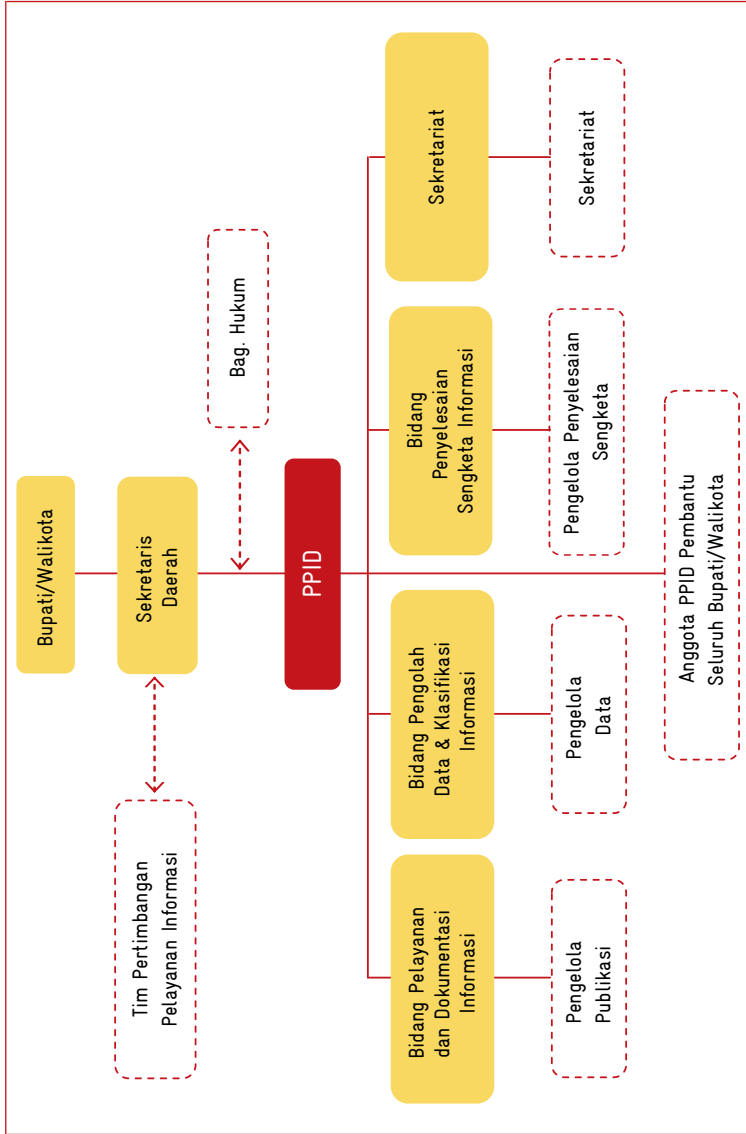 Bupati/Walikota
Tim Pertimbangan
Pelayanan Informasi
Sekretaris
Daerah
Bag. Hukum
PPID
Bidang Pelayanan
dan Dokumentasi
Informasi
Bidang Pengolah
Data & Klasifikasi
Informasi
Bidang
Penyelesaian
Sengketa Informasi
Sekretariat
Pengelola
Publikasi
Pengelola
Data
Pengelola Penyelesaian
Sengketa
Sekretariat
Anggota PPID Pembantu
Seluruh Bupati/Walikota